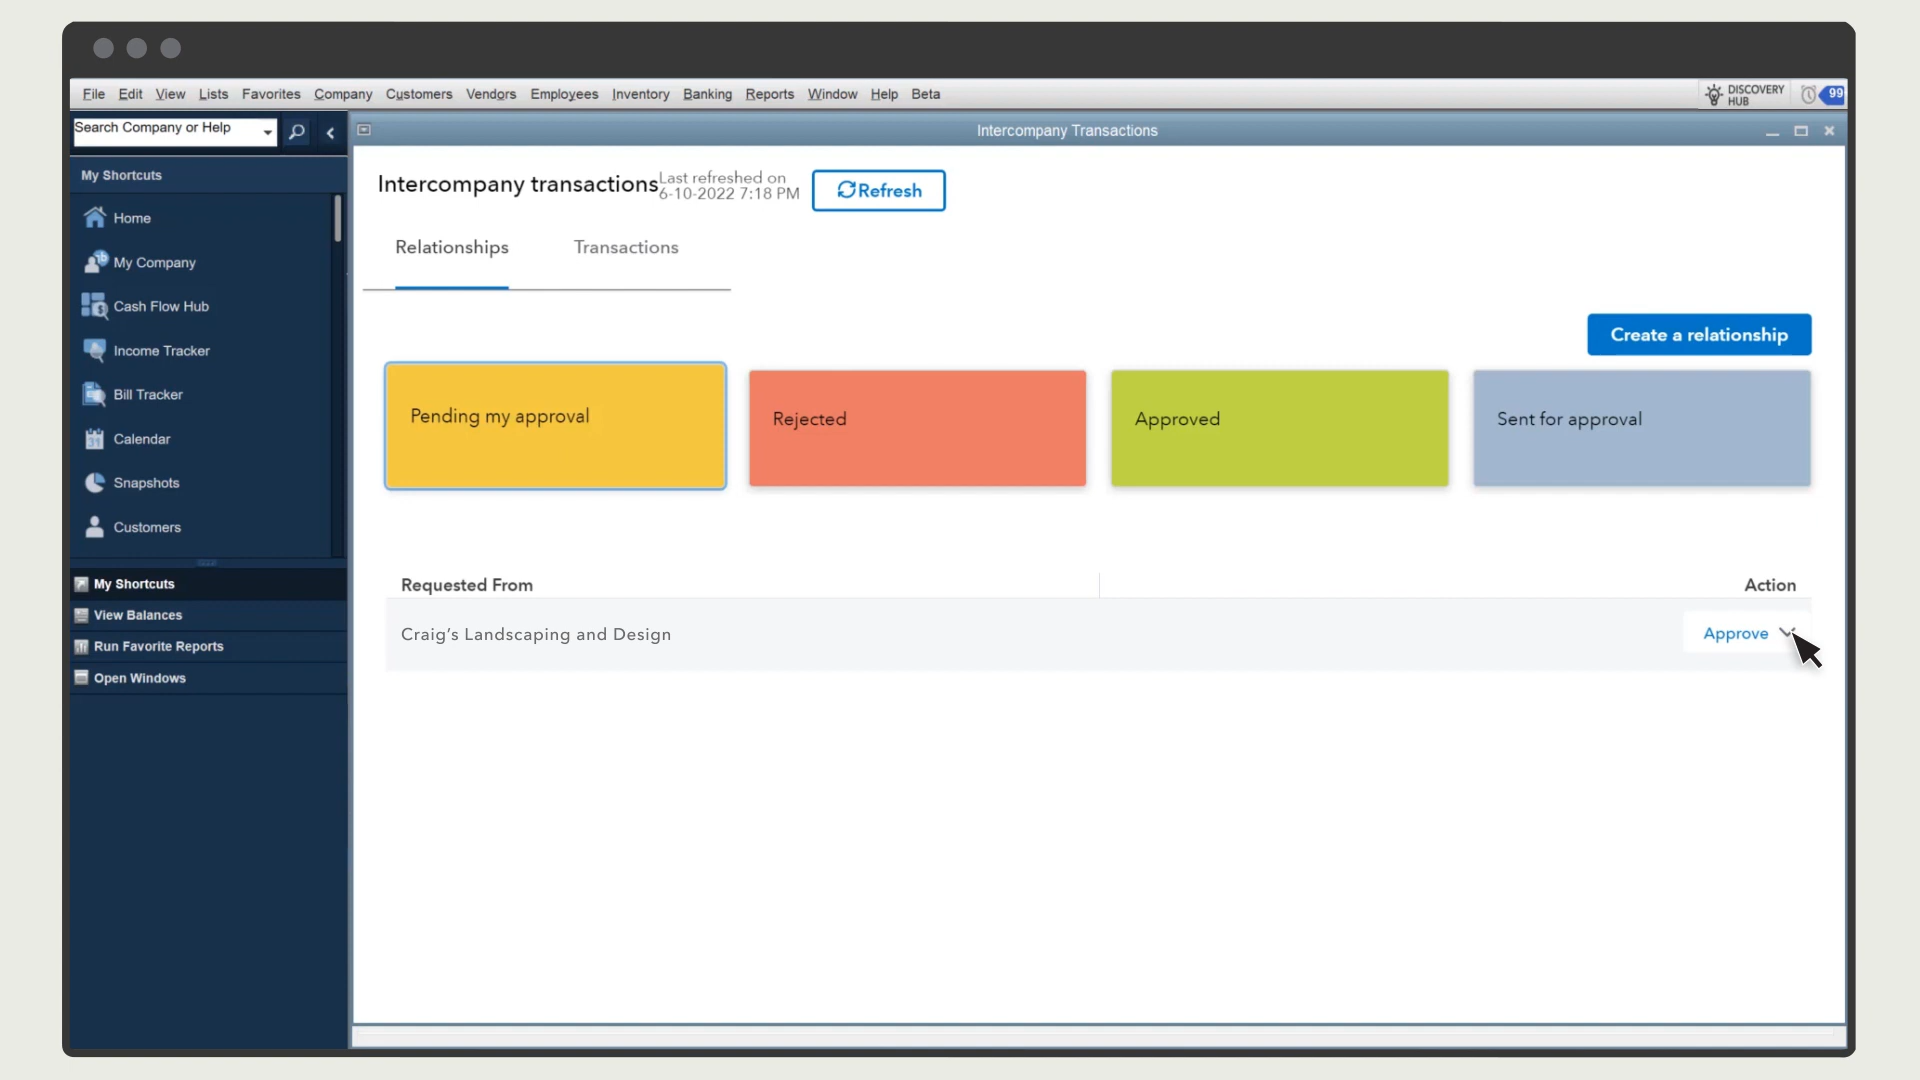 File Edit View Lists Favorites Company Customers Vendors Employees Inventory Banking Reports Window Help Beta
DISCOVERY
HUB
99
Search Company or Help
Intercompany Transactions
My Shortcuts
Home
My Company
Cash Flow Hub
Income Tracker
Bill Tracker
31
Calendar
Snapshots
Customers
My Shortcuts
View Balances
Run Favorite Reports
Open Windows
Intercompany transactions
Last refreshed on
6-10-2022 7:18 PM
Refresh
Relationships Transactions
Create a relationship
Pending my approval Rejected Approved Sent for approval
Requested From Action
Craig’s Landscaping and Design Approve